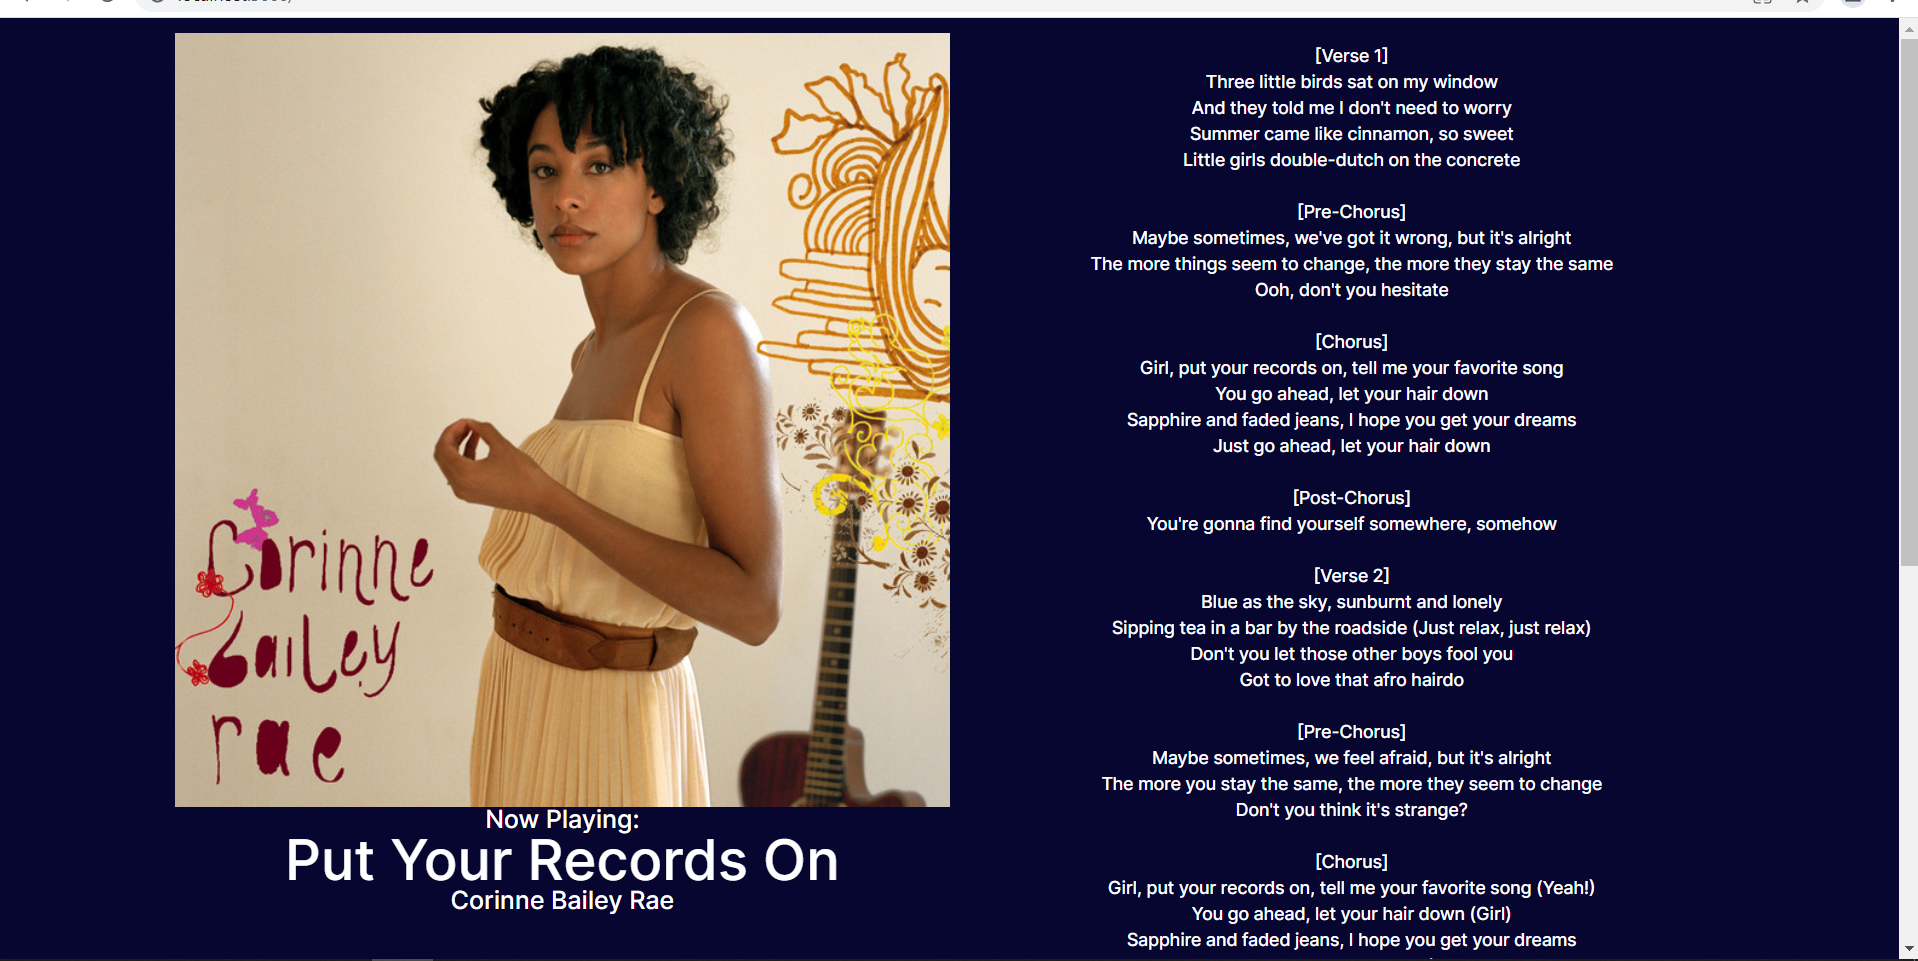 Corinne
bailey
rae
Now Playing:
Put Your Records On
Corinne Bailey Rae
[Verse 1]
Three little birds sat on my window
And they told me I don't need to worry
Summer came like cinnamon, so sweet
Little girls double-dutch on the concrete
[Pre-Chorus]
Maybe sometimes, we've got it wrong, but it's alright
The more things seem to change, the more they stay the same
Ooh, don't you hesitate
[Chorus]
Girl, put your records on, tell me your favorite song
You go ahead, let your hair down
Sapphire and faded jeans, I hope you get your dreams
Just go ahead, let your hair down
[Post-Chorus]
You're gonna find yourself somewhere, somehow
[Verse 2]
Blue as the sky, sunburnt and lonely
Sipping tea in a bar by the roadside (Just relax, just relax)
Don't you let those other boys fool you
Got to love that afro hairdo
[Pre-Chorus]
Maybe sometimes, we feel afraid, but it's alright
The more you stay the same, the more they seem to change
Don't you think it's strange?
[Chorus]
Girl, put your records on, tell me your favorite song (Yeah!)
You go ahead, let your hair down (Girl)
Sapphire and faded jeans, I hope you get your dreams